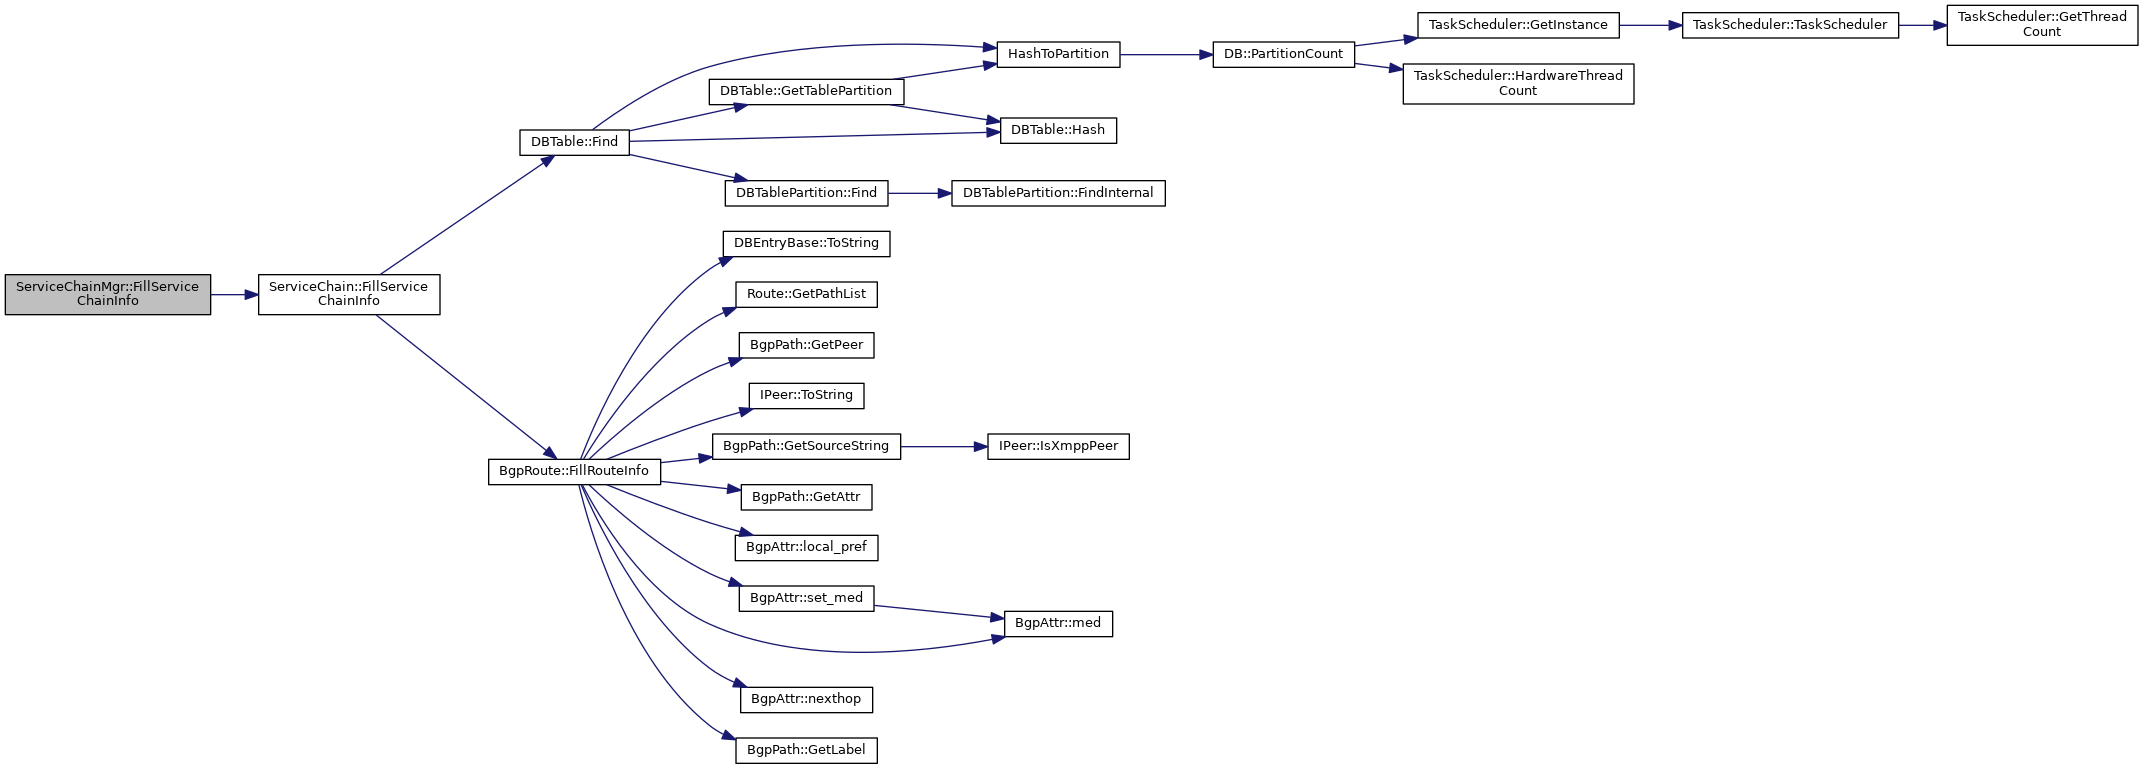 ServiceChainMgr::FillService
ChainInfo
ServiceChain::FillService
ChainInfo
DBTable::Find
HashToPartition
DB::PartitionCount
TaskScheduler::GetInstance
TaskScheduler::TaskScheduler
TaskScheduler::GetThread
Count
TaskScheduler::HardwareThread
Count
DBTable::GetTablePartition
DBTable::Hash
DBTablePartition::Find
DBTablePartition::FindInternal
BgpRoute::FillRouteInfo
DBEntryBase::ToString
Route::GetPathList
BgpPath::GetPeer
IPeer::ToString
BgpPath::GetSourceString
IPeer::IsXmppPeer
BgpPath::GetAttr
BgpAttr::local_pref
BgpAttr::set_med
BgpAttr::med
BgpAttr::nexthop
BgpPath::GetLabel